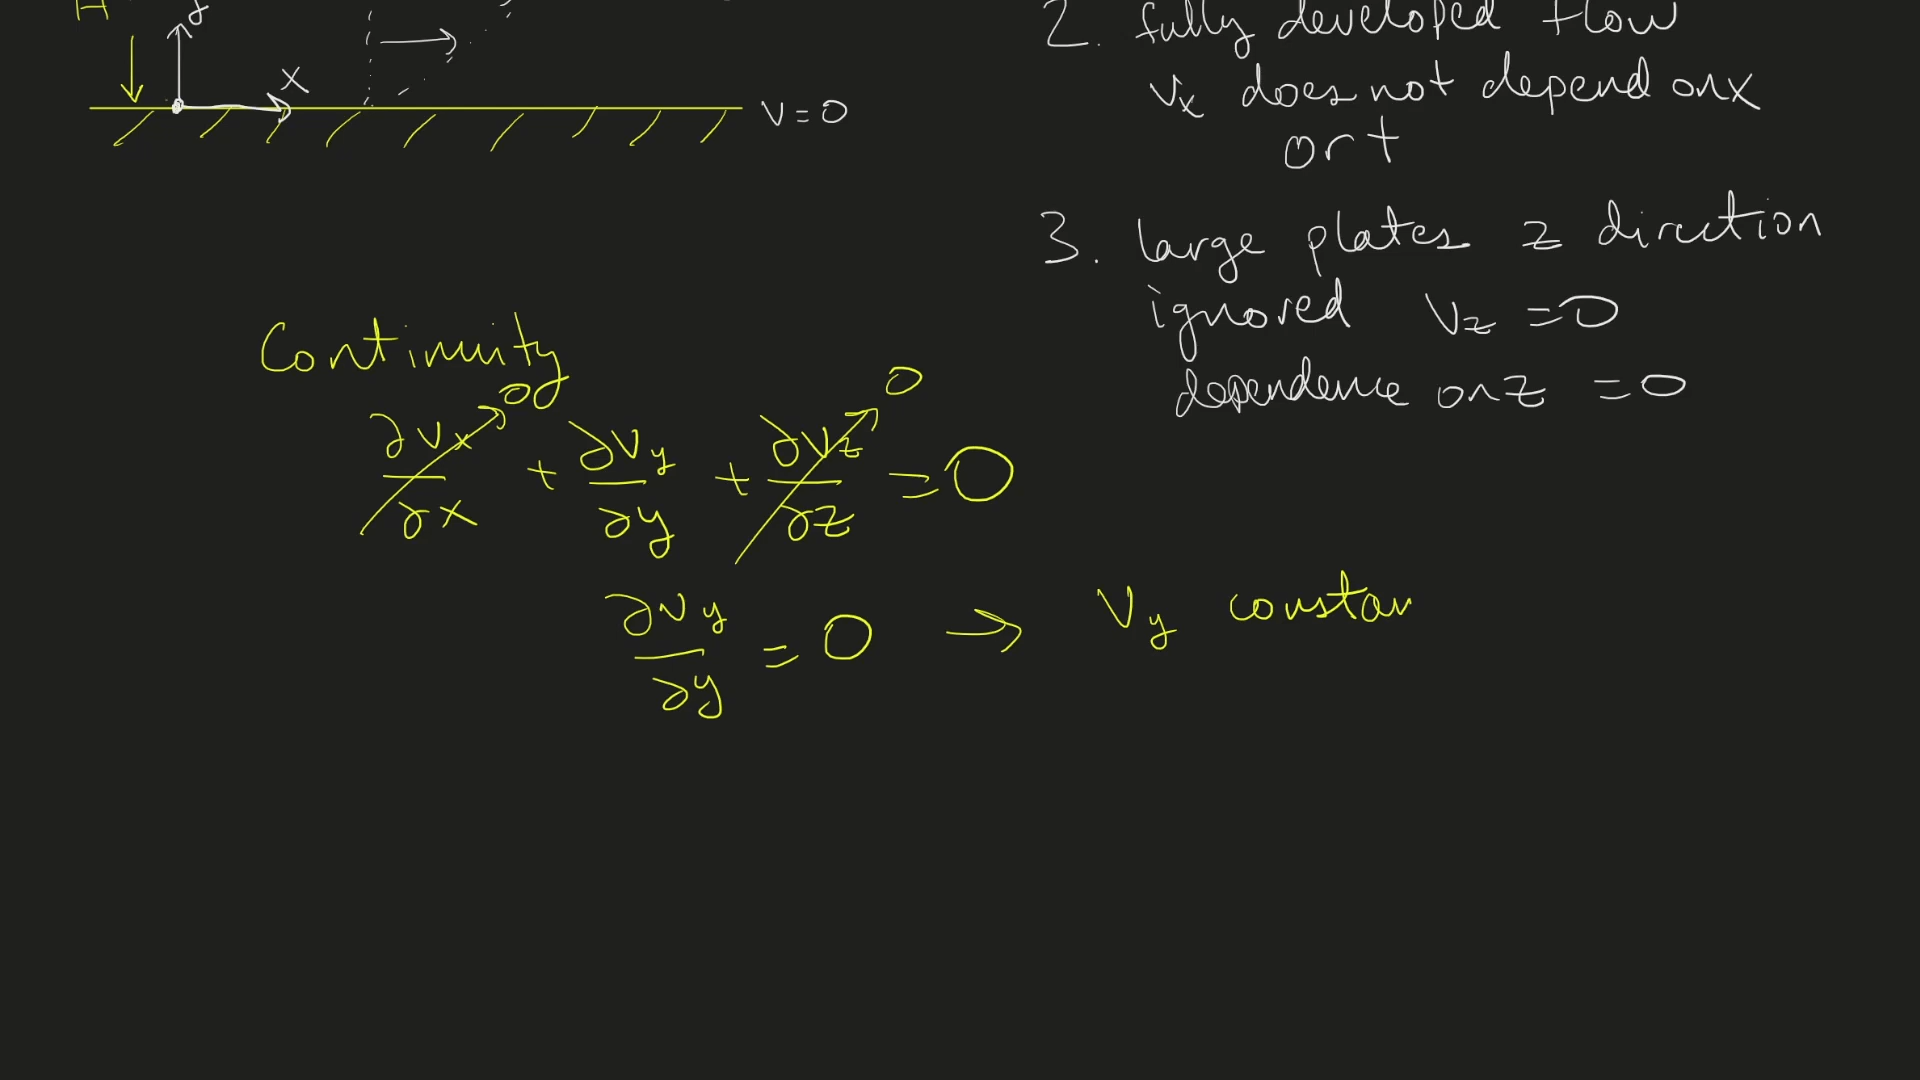 H
y
x
V = 0
2. fully developed flow
Vx does not depend on x
or t
3. large plates z direction
ignored Vz = 0
dependence on z = 0
Continuity
∂Vx/∂x → 0 + ∂Vy/∂y + ∂Vz/∂z → 0 = 0
∂Vy/∂y = 0 → Vy constan